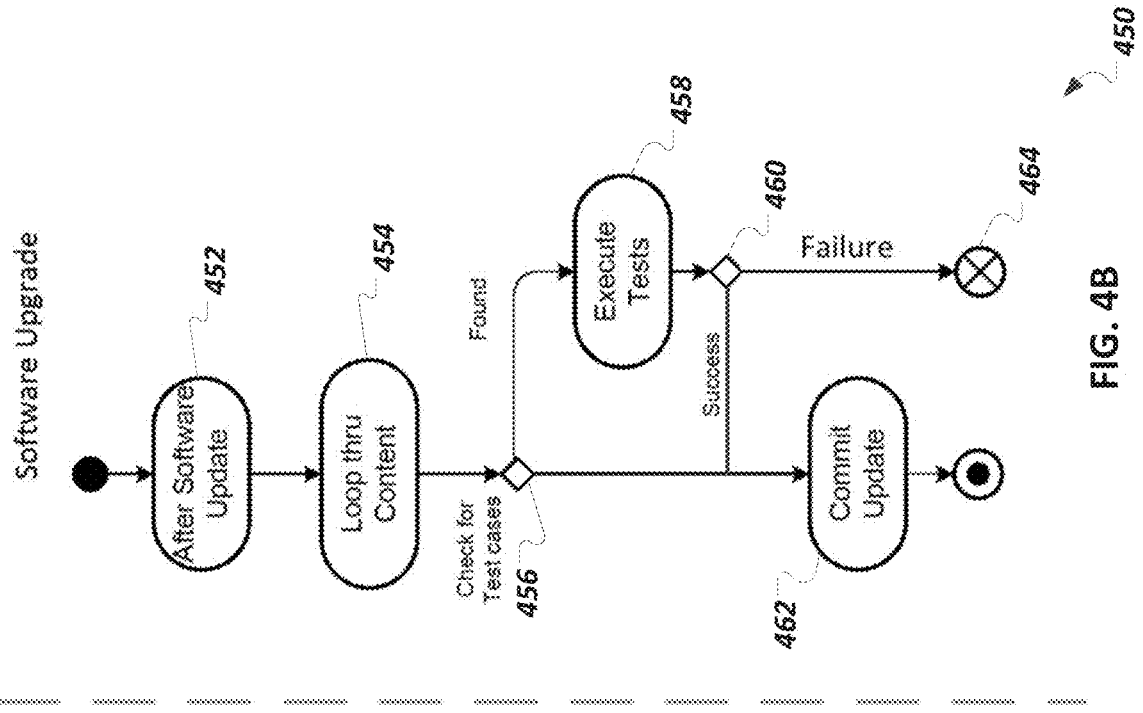 Software Upgrade
After Software
Update
452
Loop thru
Content
454
Check for
Test cases
456
Found
Execute
Tests
458
460
Success
Failure
Commit
Update
462
464
450
FIG. 4B